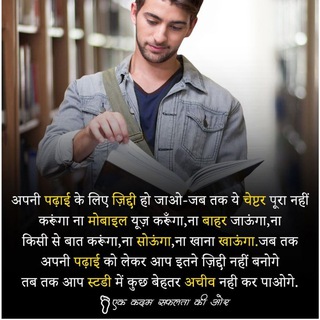 अपनी पढ़ाई के लिए ज़िद्दी हो जाओ-जब तक ये चेप्टर पूरा नहीं
करुंगा ना मोबाइल यूज़ करूँगा,ना बाहर जाऊंगा,ना
किसी से बात करूंगा,ना सोऊंगा,ना खाना खाऊंगा.जब तक
अपनी पढ़ाई को लेकर आप इतने ज़िद्दी नहीं बनोगे
तब तक आप स्टडी में कुछ बेहतर अचीव नही कर पाओगे.
एक कदम सफलता की ओर